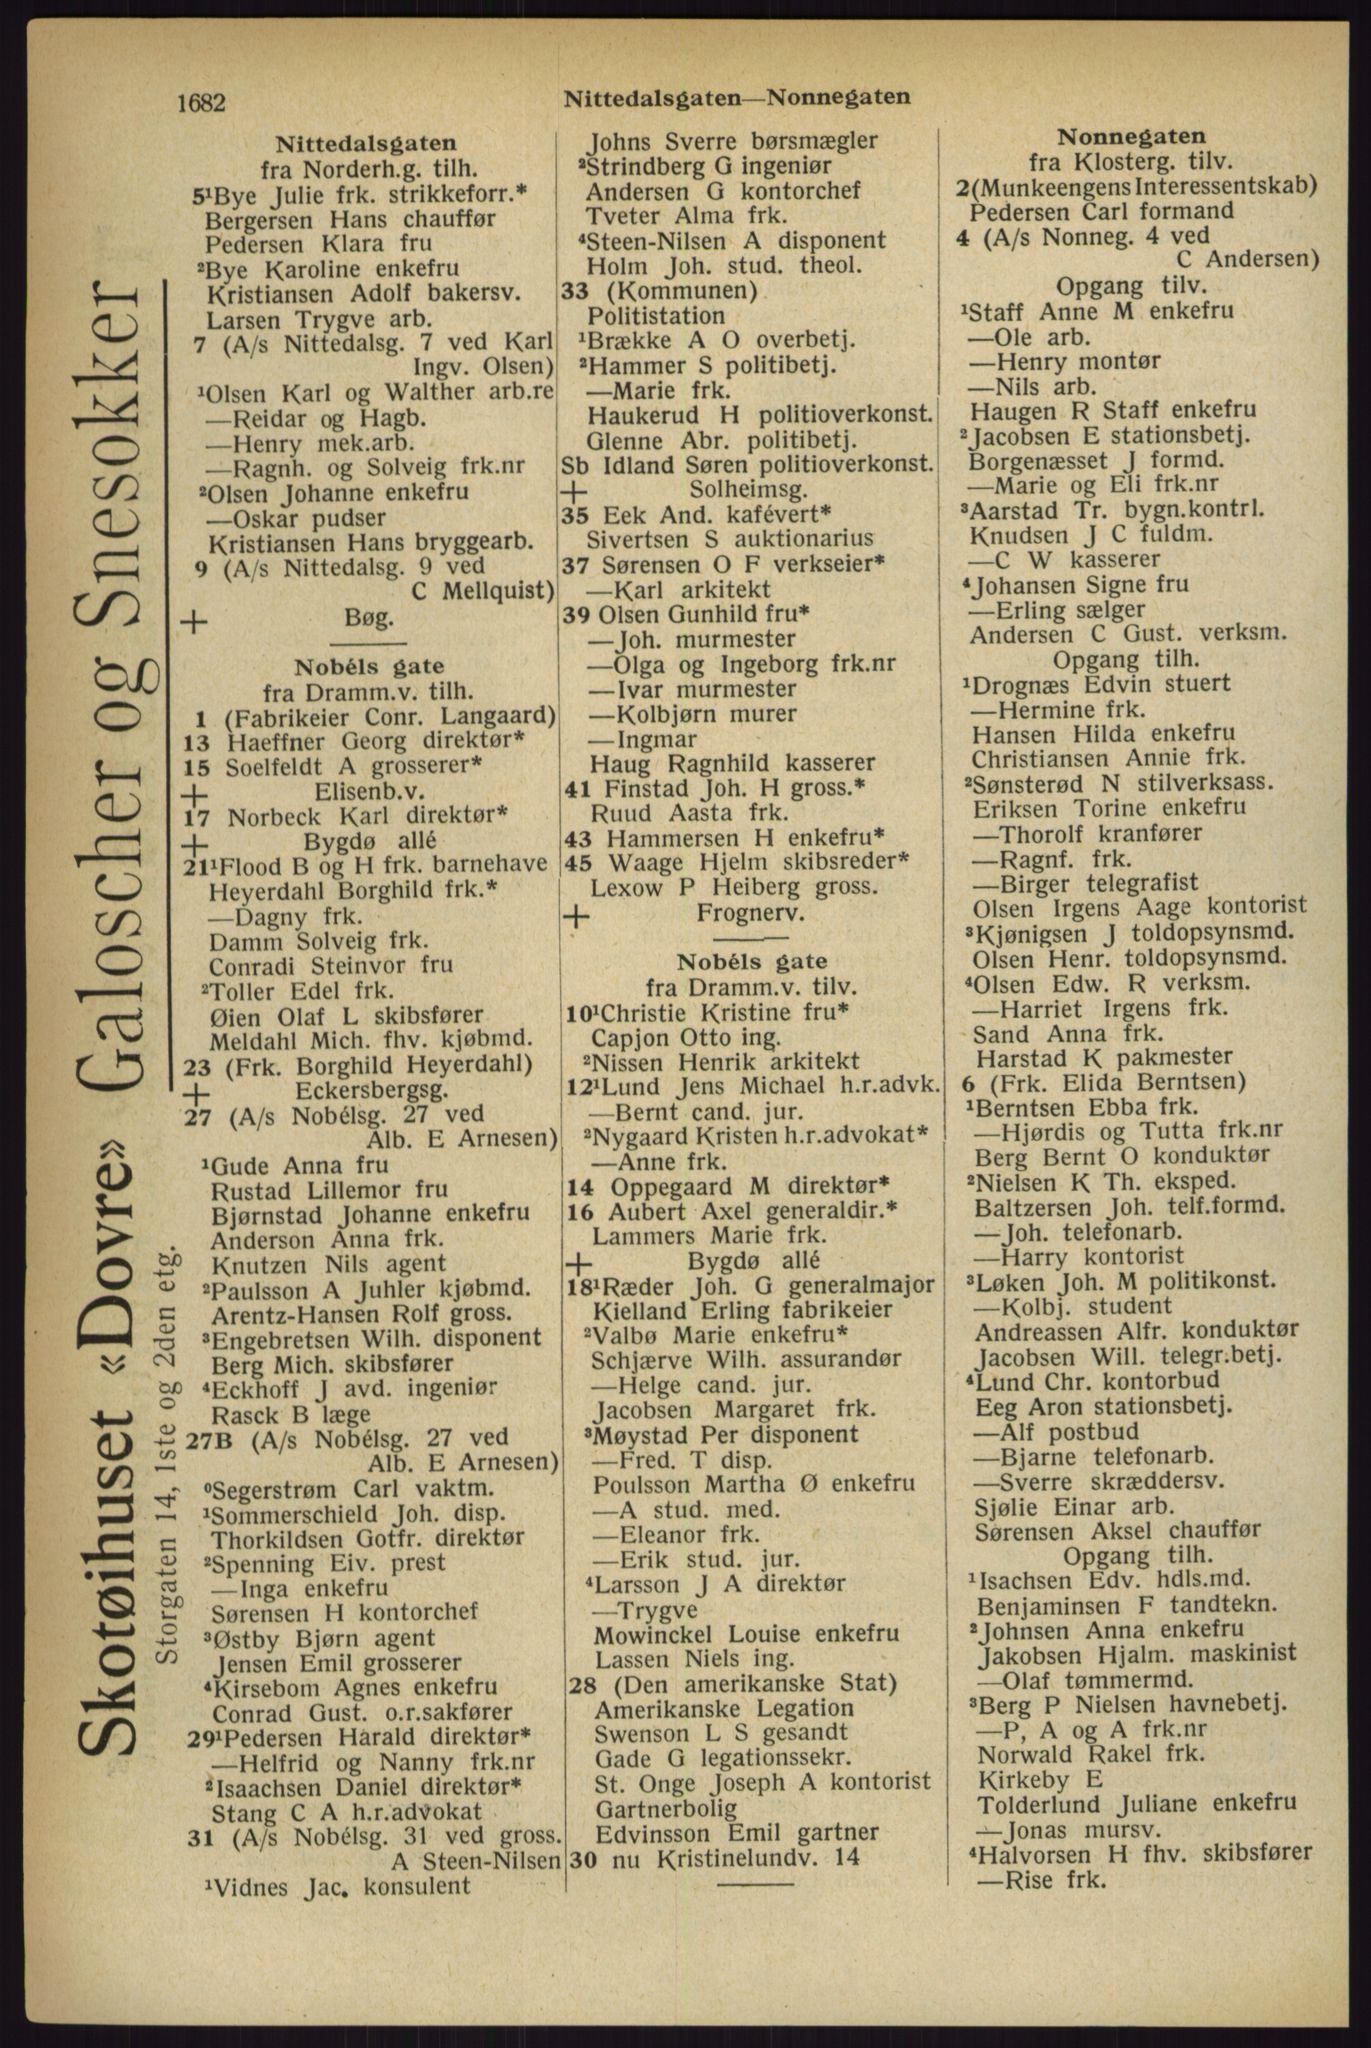 1682
Nittedalsgaten—Nonnegaten
Skotøihuset «Dovre» Galoscher og Snesokker
Storgaten 14, 1ste og 2den etg.
Nittedalsgaten
fra Norderh.g. tilh.
5¹Bye Julie frk. strikkeforr.*
Bergersen Hans chauffør
Pedersen Klara fru
²Bye Karoline enkefru
Kristiansen Adolf bakersv.
Larsen Trygve arb.
7 (A/s Nittedalsg. 7 ved Karl
Ingv. Olsen)
¹Olsen Karl og Walther arb.re
—Reidar og Hagb.
—Henry mek.arb.
—Ragnh. og Solveig frk.nr
²Olsen Johanne enkefru
—Oskar pudser
Kristiansen Hans bryggearb.
9 (A/s Nittedalsg. 9 ved
C Mellquist)
+ Bøg.
Nobéls gate
fra Dramm.v. tilh.
1 (Fabrikeier Conr. Langaard)
13 Haeffner Georg direktør*
15 Soelfeldt A grosserer*
+ Elisenb.v.
17 Norbeck Karl direktør*
+ Bygdø allé
21¹Flood B og H frk. barnehave
Heyerdahl Borghild frk.*
—Dagny frk.
Damm Solveig frk.
Conradi Steinvor fru
²Toller Edel frk.
Øien Olaf L skibsfører
Meldahl Mich. fhv. kjøbmd.
23 (Frk. Borghild Heyerdahl)
+ Eckersbergsg.
27 (A/s Nobélsg. 27 ved
Alb. E Arnesen)
¹Gude Anna fru
Rustad Lillemor fru
Bjørnstad Johanne enkefru
Anderson Anna frk.
Knutzen Nils agent
²Paulsson A Juhler kjøbmd.
Arentz-Hansen Rolf gross.
³Engebretsen Wilh. disponent
Berg Mich. skibsfører
⁴Eckhoff J avd. ingeniør
Rasck B læge
27B (A/s Nobélsg. 27 ved
Alb. E Arnesen)
⁰Segerstrøm Carl vaktm.
¹Sommerschield Joh. disp.
Thorkildsen Gotfr. direktør
²Spenning Eiv. prest
—Inga enkefru
Sørensen H kontorchef
³Østby Bjørn agent
Jensen Emil grosserer
⁴Kirsebom Agnes enkefru
Conrad Gust. o.r.sakfører
29¹Pedersen Harald direktør*
—Helfrid og Nanny frk.nr
²Isaachsen Daniel direktør*
Stang C A h.r.advokat
31 (A/s Nobélsg. 31 ved gross.
A Steen-Nilsen
¹Vidnes Jac. konsulent
Johns Sverre børsmægler
²Strindberg G ingeniør
Andersen G kontorchef
Tveter Alma frk.
⁴Steen-Nilsen A disponent
Holm Joh. stud. theol.
33 (Kommunen)
Politistation
¹Brække A O overbetj.
²Hammer S politibetj.
—Marie frk.
Haukerud H politioverkonst.
Glenne Abr. politibetj.
Sb Idland Søren politioverkonst.
+ Solheimsg.
35 Eek And. kafévert*
Sivertsen S auktionarius
37 Sørensen O F verkseier*
—Karl arkitekt
39 Olsen Gunhild fru*
—Joh. murmester
—Olga og Ingeborg frk.nr
—Ivar murmester
—Kolbjørn murer
—Ingmar
Haug Ragnhild kasserer
41 Finstad Joh. H gross.*
Ruud Aasta frk.
43 Hammersen H enkefru*
45 Waage Hjelm skibsreder*
Lexow P Heiberg gross.
+ Frognerv.
Nobéls gate
fra Dramm.v. tilv.
10¹Christie Kristine fru*
Capjon Otto ing.
²Nissen Henrik arkitekt
12¹Lund Jens Michael h.r.advk.
—Bernt cand. jur.
²Nygaard Kristen h.r.advokat*
—Anne frk.
14 Oppegaard M direktør*
16 Aubert Axel generaldir.*
Lammers Marie frk.
+ Bygdø allé
18¹Ræder Joh. G generalmajor
Kielland Erling fabrikeier
²Valbø Marie enkefru*
Schjærve Wilh. assurandør
—Helge cand. jur.
Jacobsen Margaret frk.
³Møystad Per disponent
—Fred. T disp.
Poulsson Martha Ø enkefru
—A stud. med.
—Eleanor frk.
—Erik stud. jur.
⁴Larsson J A direktør
—Trygve
Mowinckel Louise enkefru
Lassen Niels ing.
28 (Den amerikanske Stat)
Amerikanske Legation
Swenson L S gesandt
Gade G legationssekr.
St. Onge Joseph A kontorist
Gartnerbolig
Edvinsson Emil gartner
30 nu Kristinelundv. 14
Nonnegaten
fra Klosterg. tilv.
2(Munkeengens Interessentskab)
Pedersen Carl formand
4 (A/s Nonneg. 4 ved
C Andersen)
Opgang tilv.
¹Staff Anne M enkefru
—Ole arb.
—Henry montør
—Nils arb.
Haugen R Staff enkefru
²Jacobsen E stationsbetj.
Borgenæsset J formd.
—Marie og Eli frk.nr
³Aarstad Tr. bygn.kontrl.
Knudsen J C fuldm.
—C W kasserer
⁴Johansen Signe fru
—Erling sælger
Andersen C Gust. verksm.
Opgang tilh.
¹Drognæs Edvin stuert
—Hermine frk.
Hansen Hilda enkefru
Christiansen Annie frk.
²Sønsterød N stilverksass.
Eriksen Torine enkefru
—Thorolf kranfører
—Ragnf. frk.
—Birger telegrafist
Olsen Irgens Aage kontorist
³Kjønigsen J toldopsynsmd.
Olsen Henr. toldopsynsmd.
⁴Olsen Edw. R verksm.
—Harriet Irgens frk.
Sand Anna frk.
Harstad K pakmester
6 (Frk. Elida Berntsen)
¹Berntsen Ebba frk.
—Hjørdis og Tutta frk.nr
Berg Bernt O konduktør
²Nielsen K Th. eksped.
Baltzersen Joh. telf.formd.
—Joh. telefonarb.
—Harry kontorist
³Løken Joh. M politikonst.
—Kolbj. student
Andreassen Alfr. konduktør
Jacobsen Will. telegr.betj.
⁴Lund Chr. kontorbud
Eeg Aron stationsbetj.
—Alf postbud
—Bjarne telefonarb.
—Sverre skræddersv.
Sjølie Einar arb.
Sørensen Aksel chauffør
Opgang tilh.
¹Isachsen Edv. hdls.md.
Benjaminsen F tandtekn.
²Johnsen Anna enkefru
Jakobsen Hjalm. maskinist
—Olaf tømmermd.
³Berg P Nielsen havnebetj.
—P, A og A frk.nr
Norwald Rakel frk.
Kirkeby E
Tolderlund Juliane enkefru
—Jonas mursv.
⁴Halvorsen H fhv. skibsfører
—Rise frk.